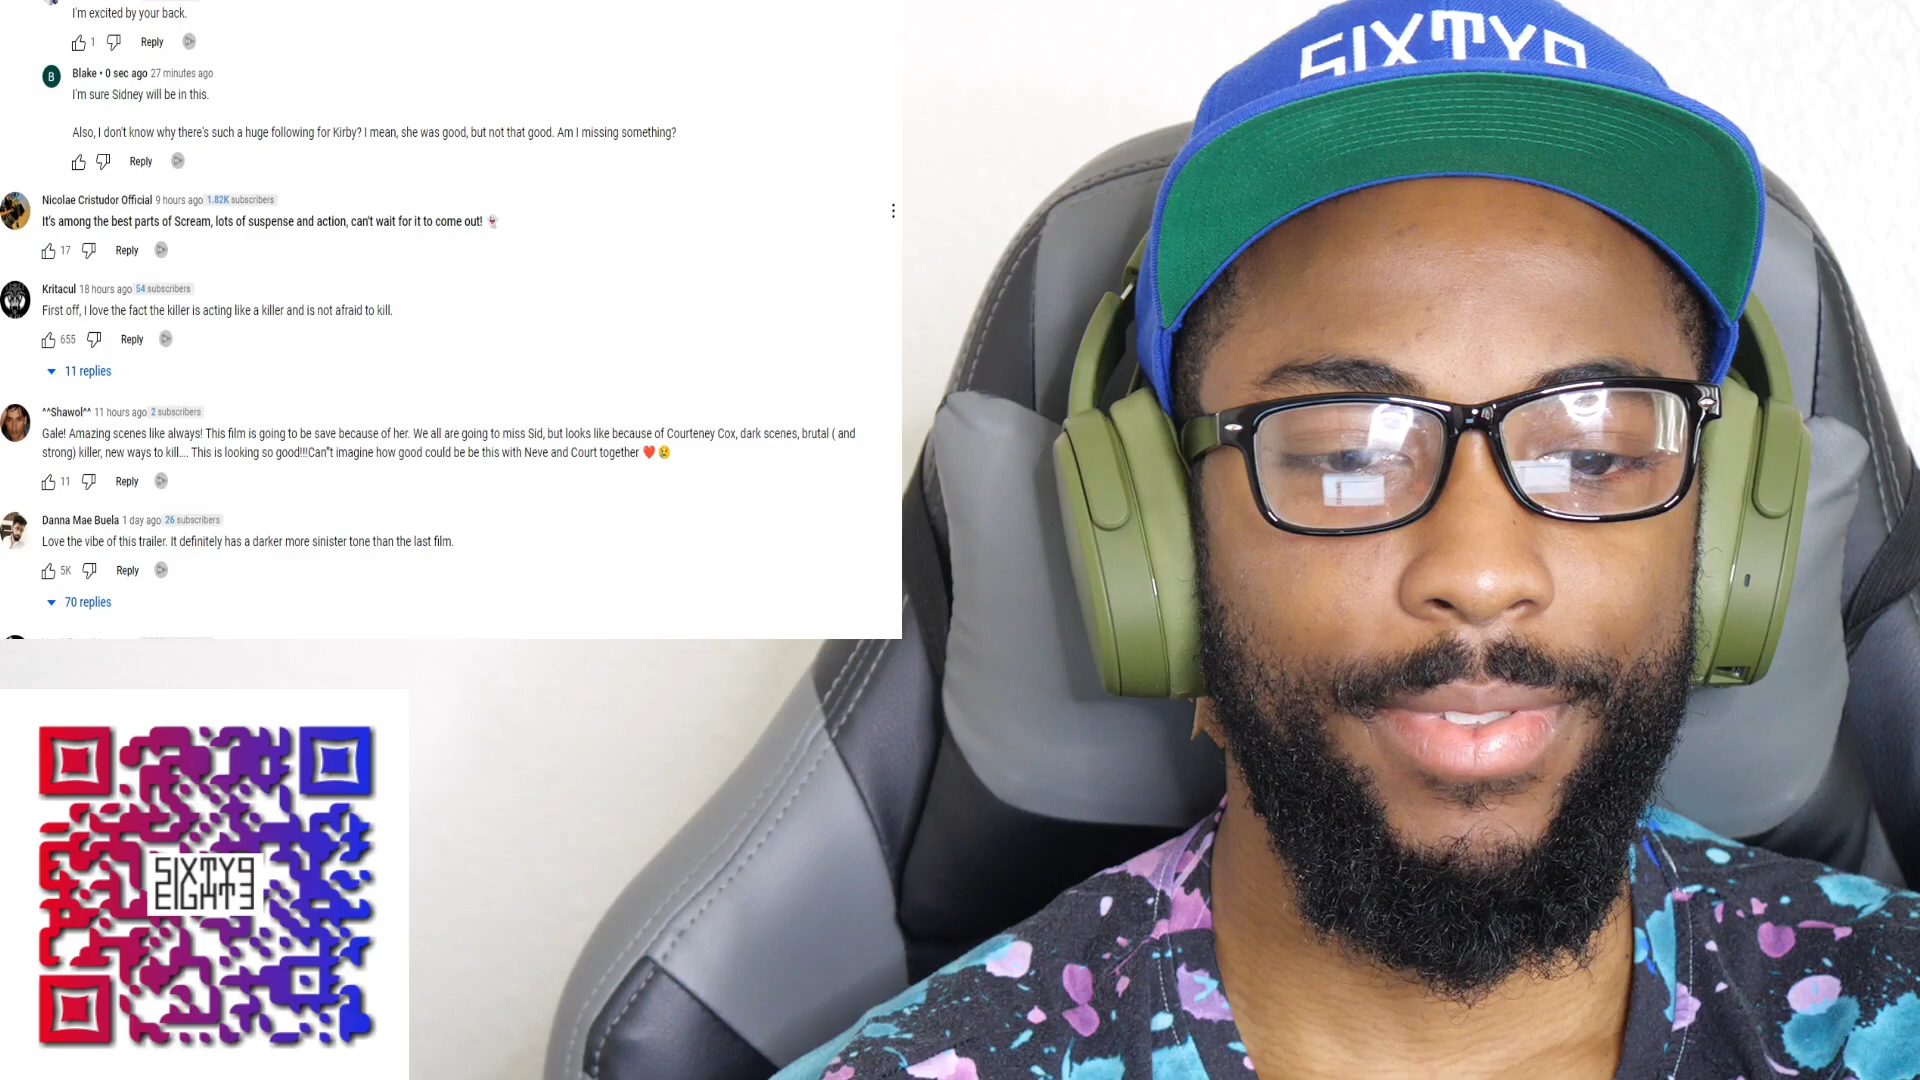 I'm excited by your back.
1 Reply
B
Blake • 0 sec ago 27 minutes ago
I'm sure Sidney will be in this.
Also, I don't know why there's such a huge following for Kirby? I mean, she was good, but not that good. Am I missing something?
Reply
Nicolae Cristudor Official 9 hours ago 1.82K subscribers
It's among the best parts of Scream, lots of suspense and action, can't wait for it to come out! 👻
17 Reply
Kritacul 18 hours ago 54 subscribers
First off, I love the fact the killer is acting like a killer and is not afraid to kill.
655 Reply
11 replies
^^Shawol^^ 11 hours ago 2 subscribers
Gale! Amazing scenes like always! This film is going to be save because of her. We all are going to miss Sid, but looks like because of Courteney Cox, dark scenes, brutal ( and
strong) killer, new ways to kill.... This is looking so good!!!Can"t imagine how good could be be this with Neve and Court together ❤️ 😢
11 Reply
Danna Mae Buela 1 day ago 26 subscribers
Love the vibe of this trailer. It definitely has a darker more sinister tone than the last film.
5K Reply
70 replies
SIXTY9
SIXTY9
EIGHT3